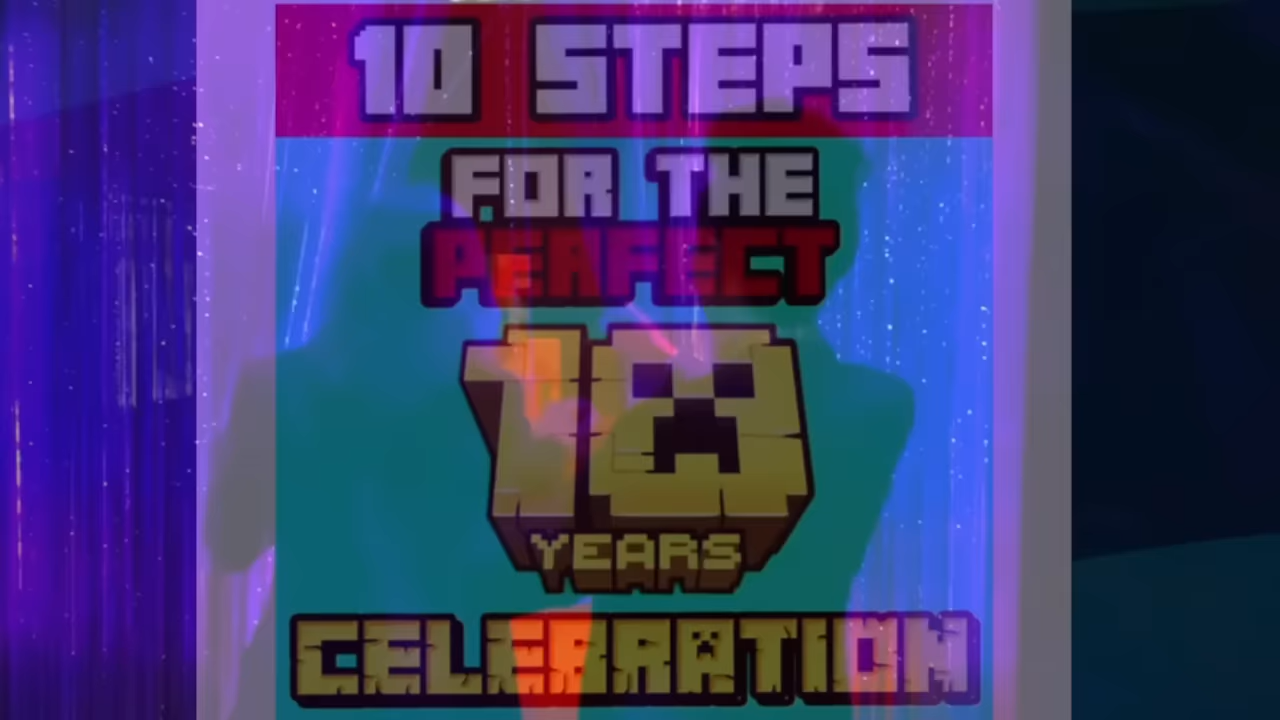 10 STEPS
FOR THE
PERFECT
10
YEARS
CELEBRATION